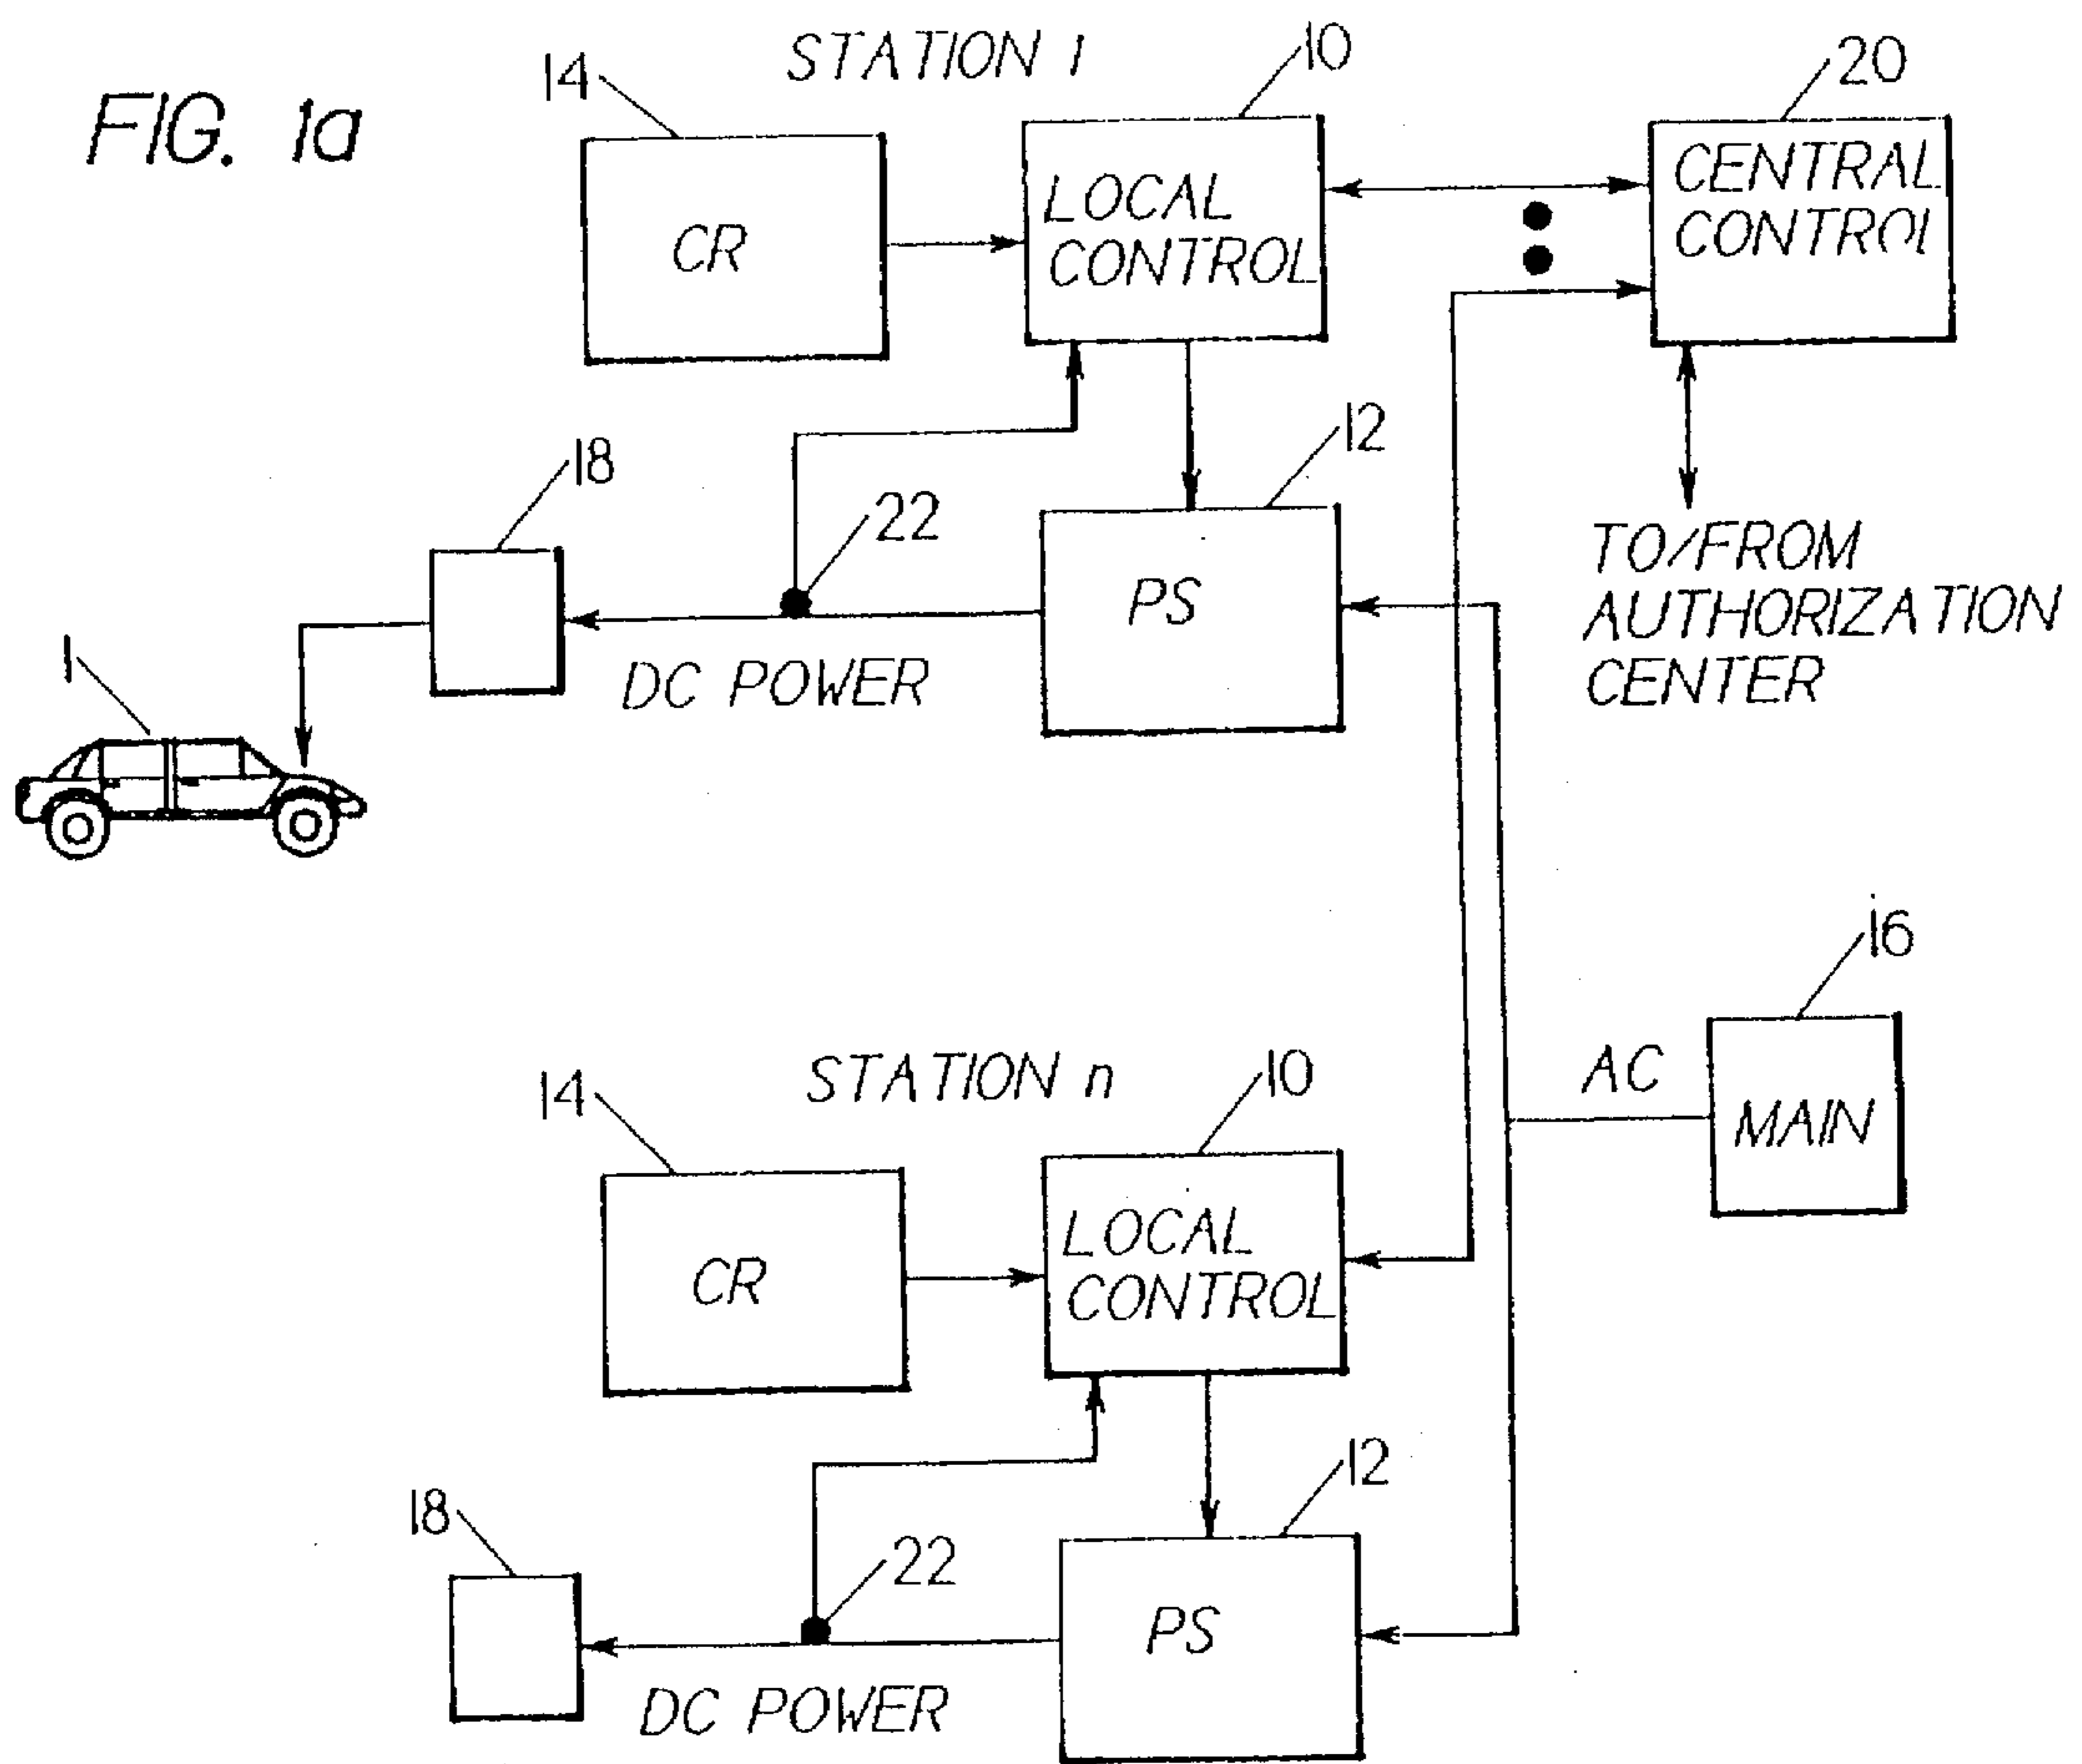 FIG. 1a
STATION 1
14
10
20
CR
LOCAL
CONTROL
CENTRAL
CONTROL
12
18
22
PS
TO/FROM
AUTHORIZATION
CENTER
1
DC POWER
16
STATION n
14
10
AC
MAIN
CR
LOCAL
CONTROL
12
18
22
PS
DC POWER